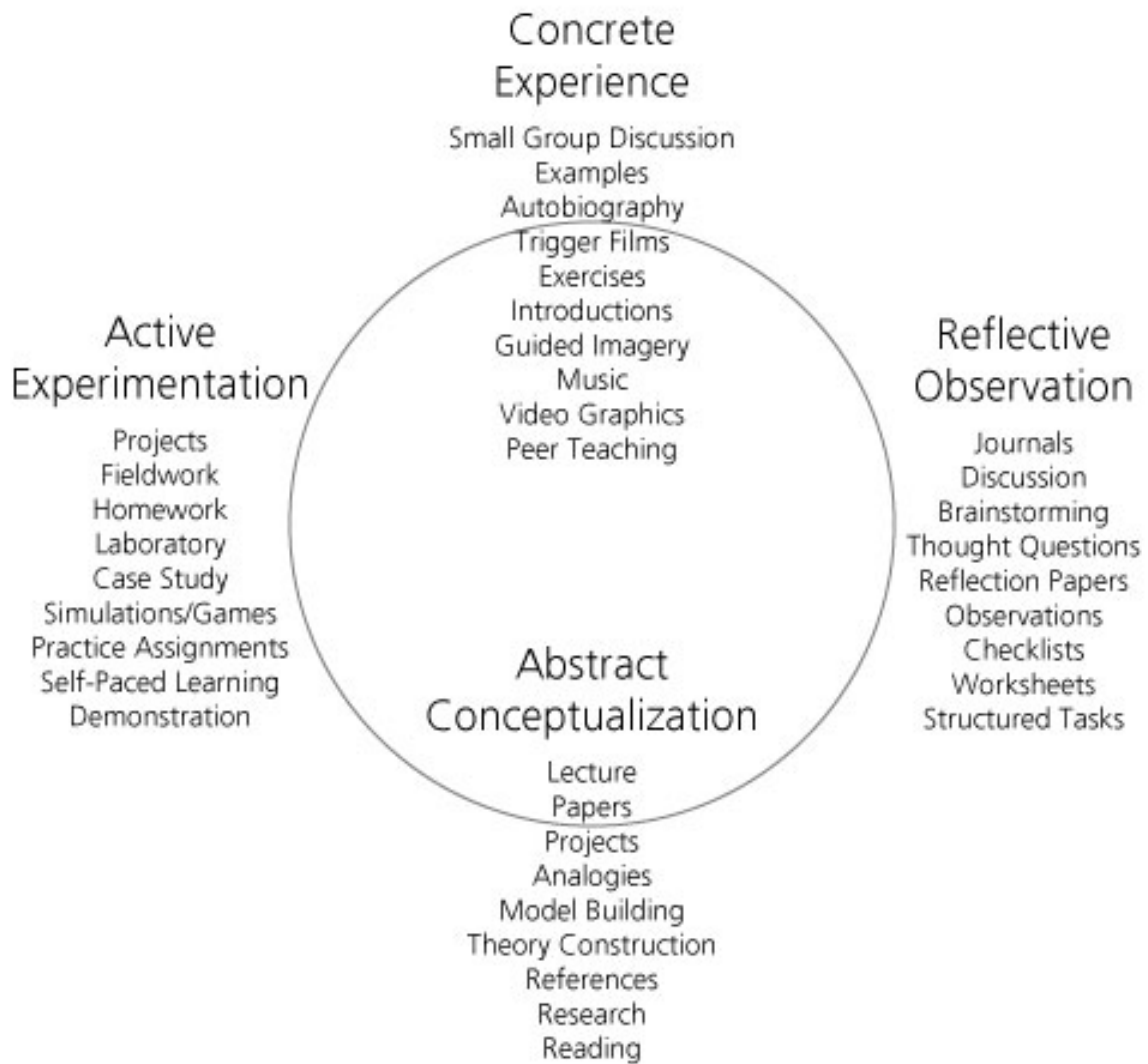 Concrete
Experience
Small Group Discussion
Examples
Autobiography
Trigger Films
Exercises
Introductions
Guided Imagery
Music
Video Graphics
Peer Teaching
Active
Experimentation
Projects
Fieldwork
Homework
Laboratory
Case Study
Simulations/Games
Practice Assignments
Self-Paced Learning
Demonstration
Reflective
Observation
Journals
Discussion
Brainstorming
Thought Questions
Reflection Papers
Observations
Checklists
Worksheets
Structured Tasks
Abstract
Conceptualization
Lecture
Papers
Projects
Analogies
Model Building
Theory Construction
References
Research
Reading